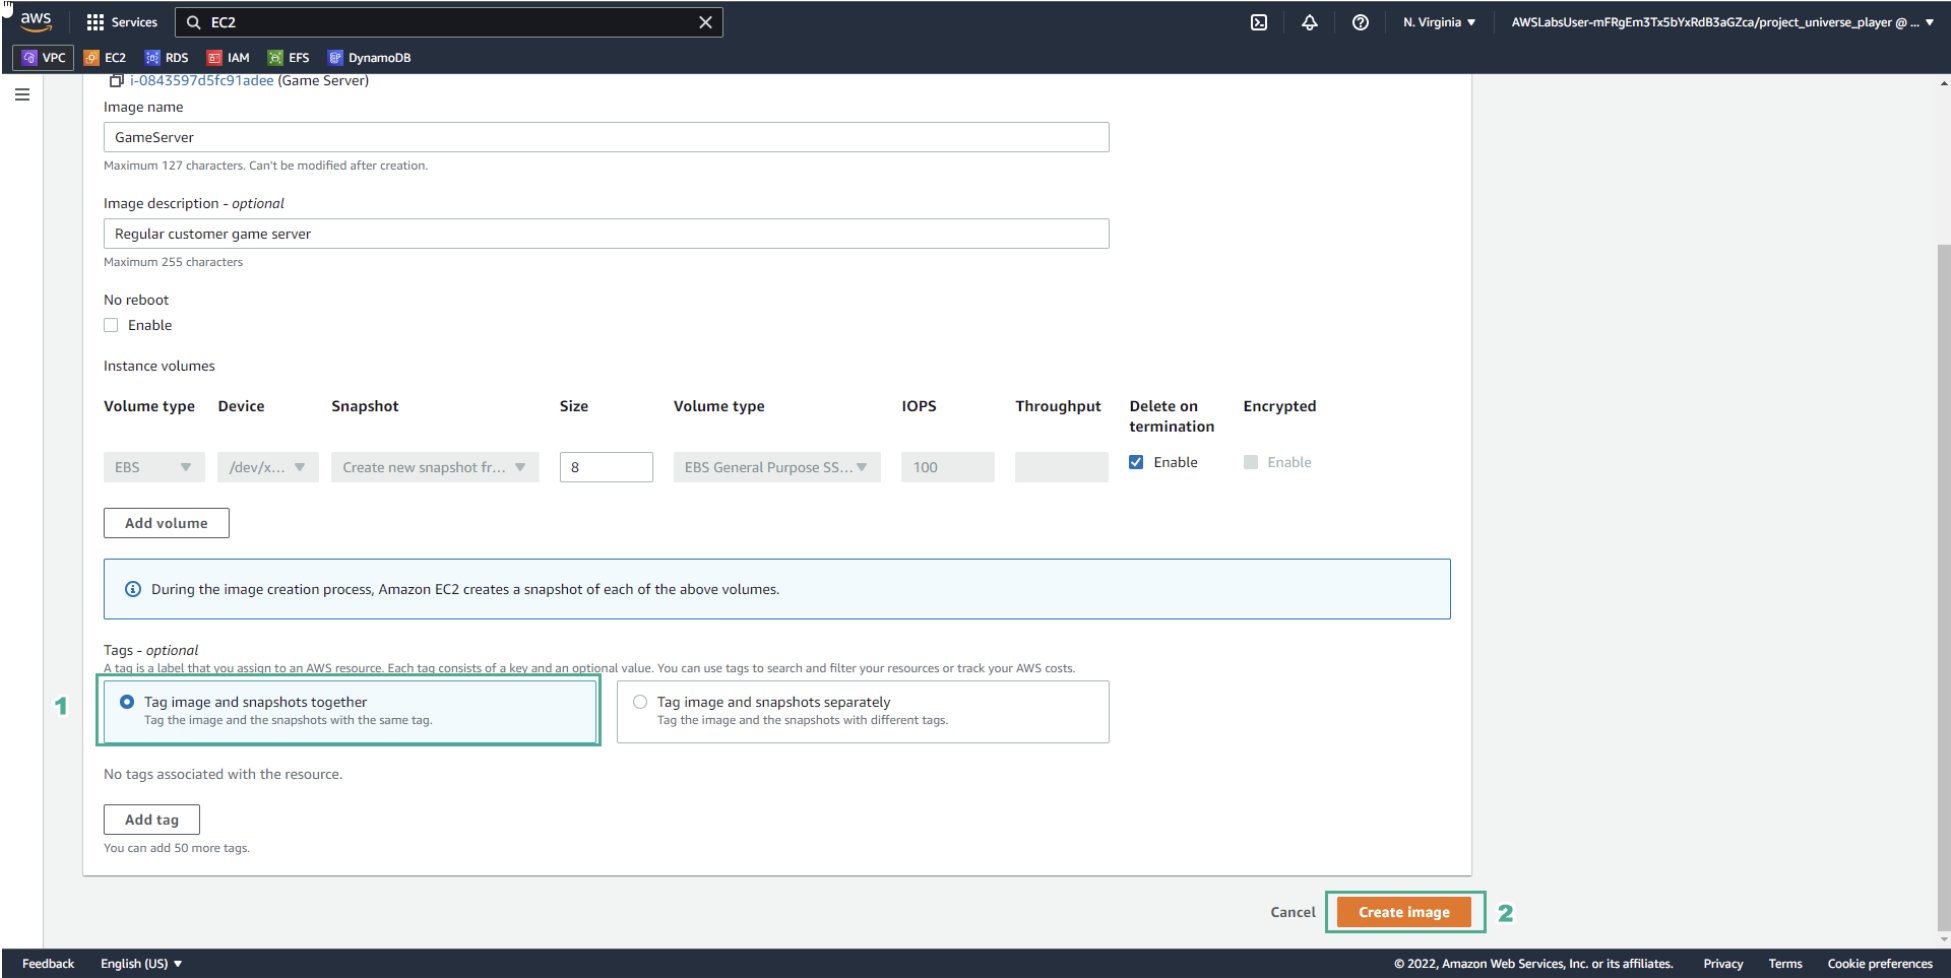 aws
Services
EC2
N. Virginia
AWSLabsUser-mFRgEm3Tx5bYxRdB3aGZca/project_universe_player @ ...
VPC
EC2
RDS
IAM
EFS
DynamoDB
i-0843597d5fc91adee (Game Server)
Image name
GameServer
Maximum 127 characters. Can't be modified after creation.
Image description - optional
Regular customer game server
Maximum 255 characters
No reboot
Enable
Instance volumes
Volume type Device Snapshot Size Volume type IOPS Throughput Delete on termination Encrypted
EBS /dev/x... Create new snapshot fr... 8 EBS General Purpose SS... 100 Enable Enable
Add volume
During the image creation process, Amazon EC2 creates a snapshot of each of the above volumes.
Tags - optional
A tag is a label that you assign to an AWS resource. Each tag consists of a key and an optional value. You can use tags to search and filter your resources or track your AWS costs.
1
Tag image and snapshots together
Tag the image and the snapshots with the same tag.
Tag image and snapshots separately
Tag the image and the snapshots with different tags.
No tags associated with the resource.
Add tag
You can add 50 more tags.
Cancel
Create image
2
Feedback
English (US)
© 2022, Amazon Web Services, Inc. or its affiliates.
Privacy
Terms
Cookie preferences